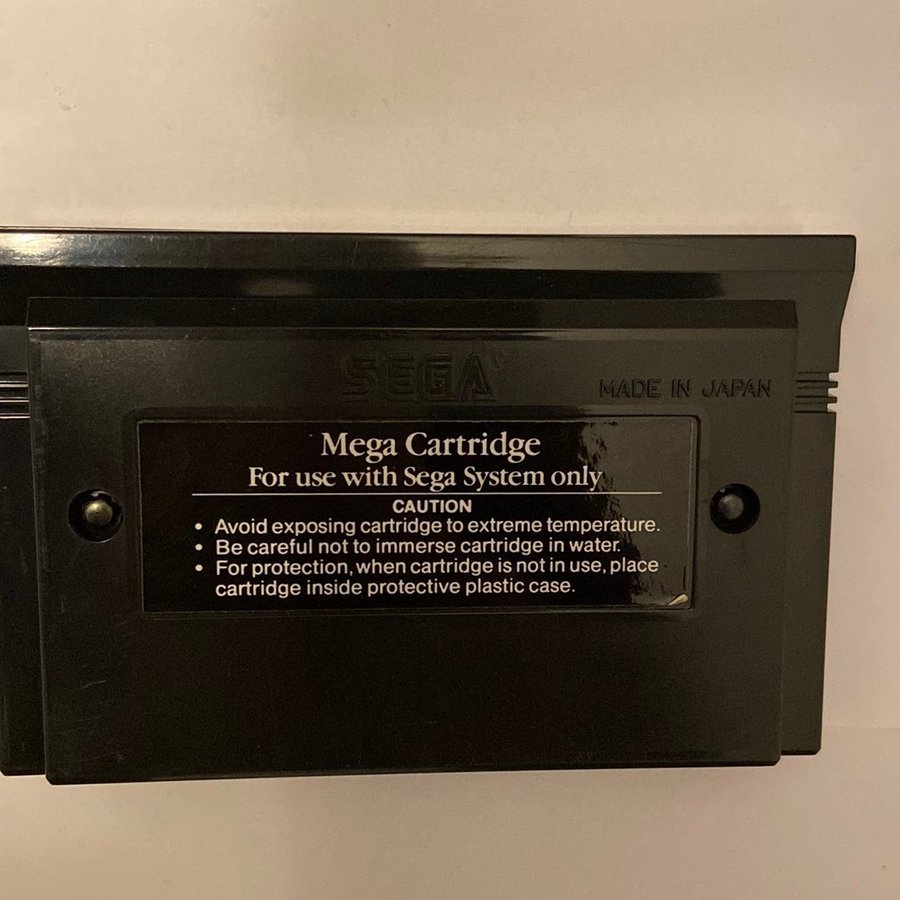 SEGA
MADE IN JAPAN
Mega Cartridge
For use with Sega System only
CAUTION
• Avoid exposing cartridge to extreme temperature.
• Be careful not to immerse cartridge in water.
• For protection, when cartridge is not in use, place
cartridge inside protective plastic case.